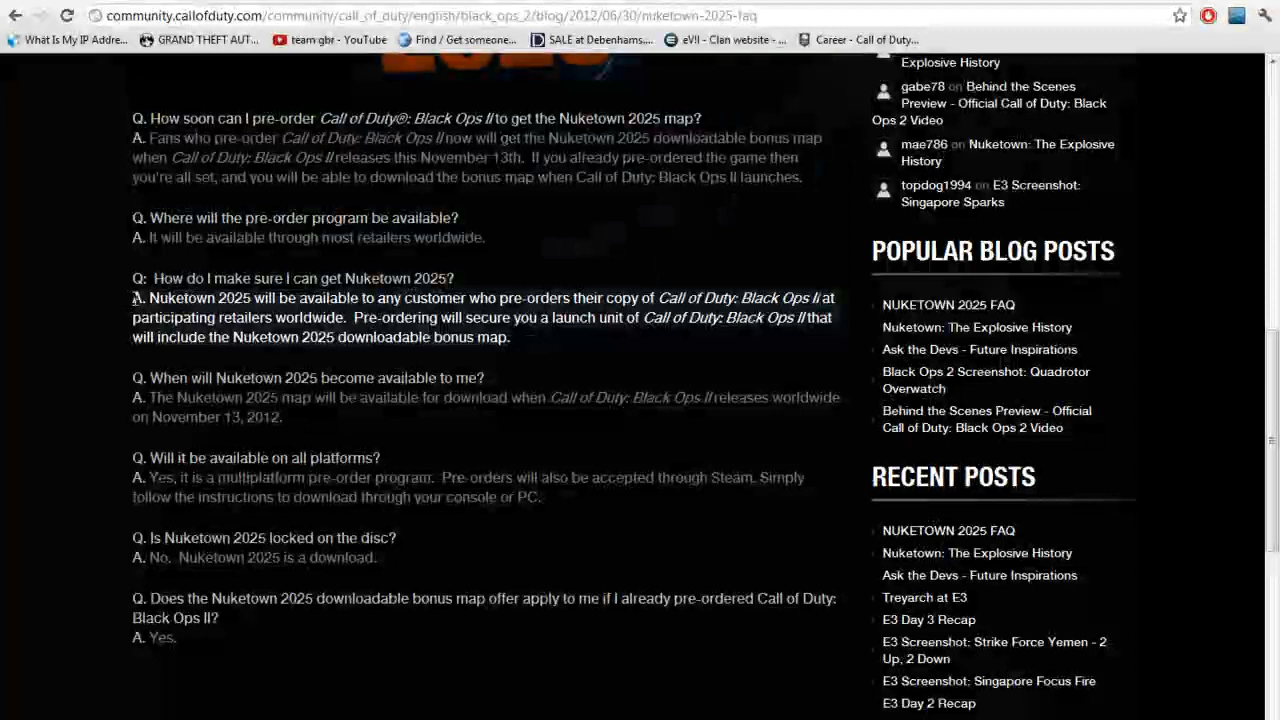 community.callofduty.com/community/call_of_duty/english/black_ops_2/blog/2012/06/30/nuketown-2025-faq
What Is My IP Addre... GRAND THEFT AUT... team gbr - YouTube Find / Get someone... SALE at Debenhams.... eV!! - Clan website - ... Career - Call of Duty...
2025
Q. How soon can I pre-order Call of Duty®: Black Ops II to get the Nuketown 2025 map?
A. Fans who pre-order Call of Duty: Black Ops II now will get the Nuketown 2025 downloadable bonus map
when Call of Duty: Black Ops II releases this November 13th. If you already pre-ordered the game then
you're all set, and you will be able to download the bonus map when Call of Duty: Black Ops II launches.
Q. Where will the pre-order program be available?
A. It will be available through most retailers worldwide.
Q: How do I make sure I can get Nuketown 2025?
A. Nuketown 2025 will be available to any customer who pre-orders their copy of Call of Duty: Black Ops II at
participating retailers worldwide. Pre-ordering will secure you a launch unit of Call of Duty: Black Ops II that
will include the Nuketown 2025 downloadable bonus map.
Q. When will Nuketown 2025 become available to me?
A. The Nuketown 2025 map will be available for download when Call of Duty: Black Ops II releases worldwide
on November 13, 2012.
Q. Will it be available on all platforms?
A. Yes, it is a multiplatform pre-order program. Pre-orders will also be accepted through Steam. Simply
follow the instructions to download through your console or PC.
Q. Is Nuketown 2025 locked on the disc?
A. No. Nuketown 2025 is a download.
Q. Does the Nuketown 2025 downloadable bonus map offer apply to me if I already pre-ordered Call of Duty:
Black Ops II?
A. Yes.
Explosive History
gabe78 on Behind the Scenes
Preview - Official Call of Duty: Black
Ops 2 Video
mae786 on Nuketown: The Explosive
History
topdog1994 on E3 Screenshot:
Singapore Sparks
POPULAR BLOG POSTS
NUKETOWN 2025 FAQ
Nuketown: The Explosive History
Ask the Devs - Future Inspirations
Black Ops 2 Screenshot: Quadrotor
Overwatch
Behind the Scenes Preview - Official
Call of Duty: Black Ops 2 Video
RECENT POSTS
NUKETOWN 2025 FAQ
Nuketown: The Explosive History
Ask the Devs - Future Inspirations
Treyarch at E3
E3 Day 3 Recap
E3 Screenshot: Strike Force Yemen - 2
Up, 2 Down
E3 Screenshot: Singapore Focus Fire
E3 Day 2 Recap